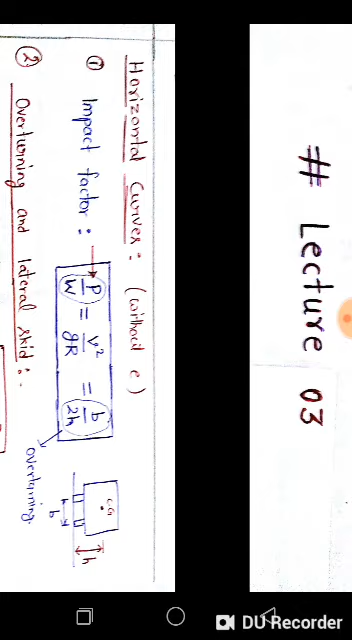 # Lecture 03
Horizontal Curves: (without e)
① Impact factor: → P/W = v²/gR = b/2h
overturning.
CG
h
b
② Overturning and lateral skid:-
DU Recorder